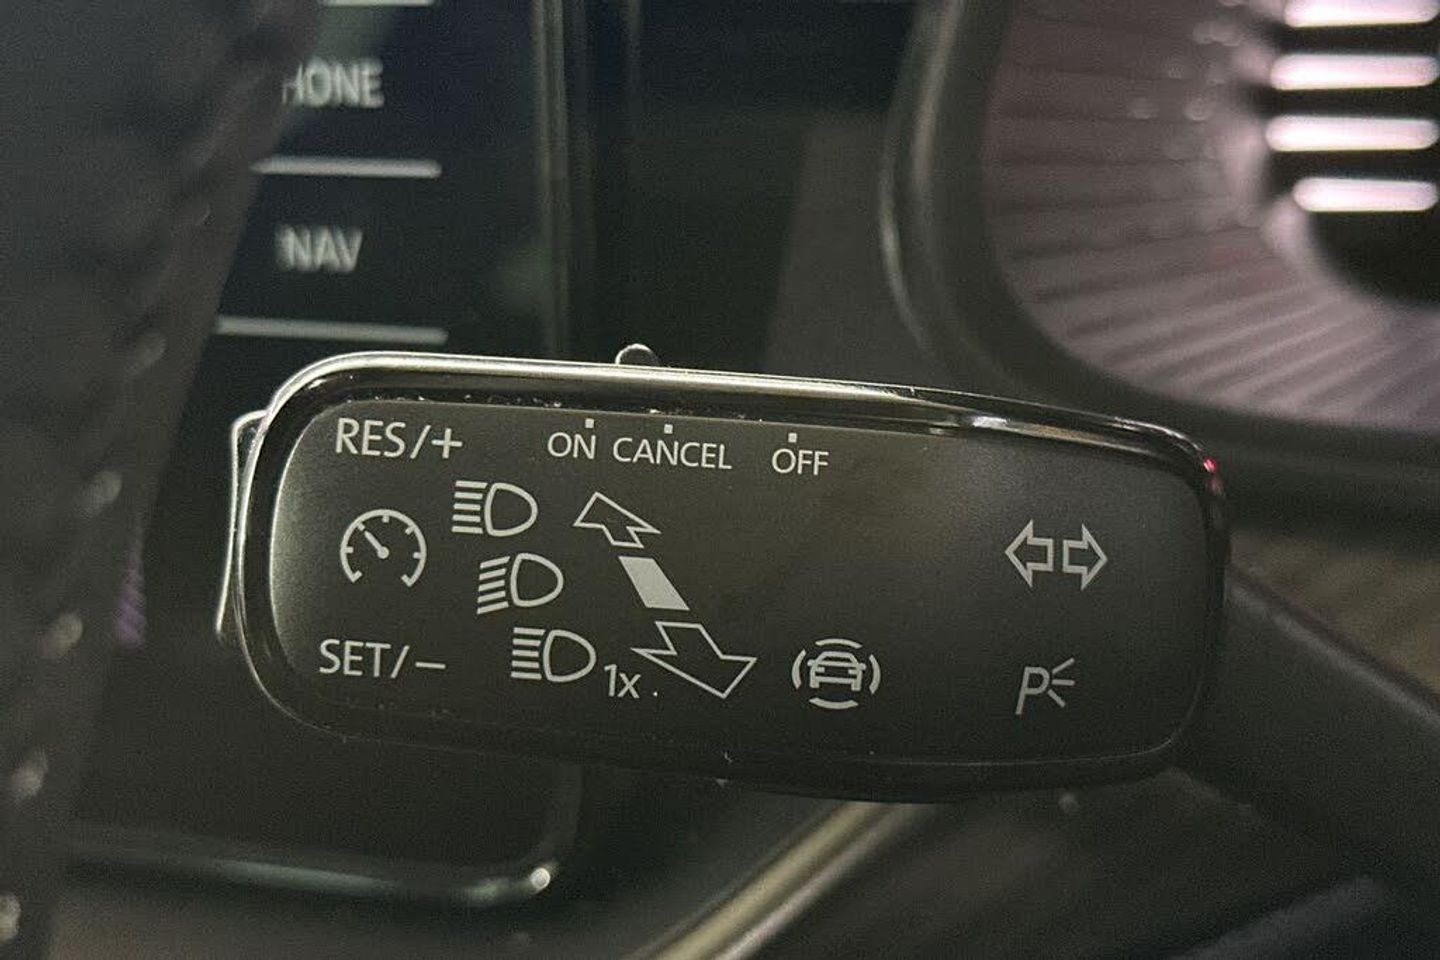 HONE
NAV
RES/+
ON CANCEL OFF
SET/–
1x
P